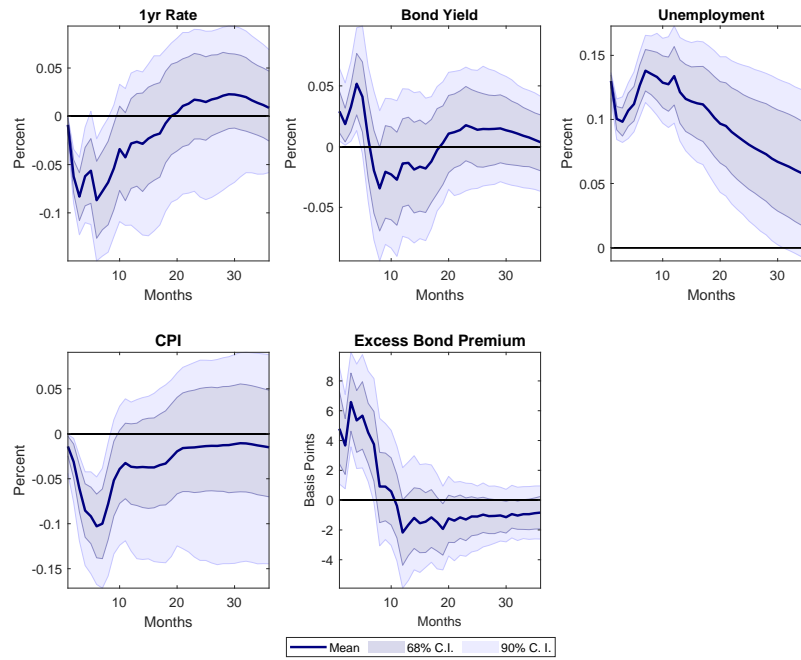 1yr Rate
Bond Yield
Unemployment
0.05
0
-0.05
-0.1
Percent
10
20
30
Months
0.05
0
-0.05
Percent
10
20
30
Months
0.15
0.1
0.05
0
Percent
10
20
30
Months
CPI
Excess Bond Premium
0.05
0
-0.05
-0.1
-0.15
Percent
10
20
30
Months
8
6
4
2
0
-2
-4
Basis Points
10
20
30
Months
Mean
68% C.I.
90% C. I.